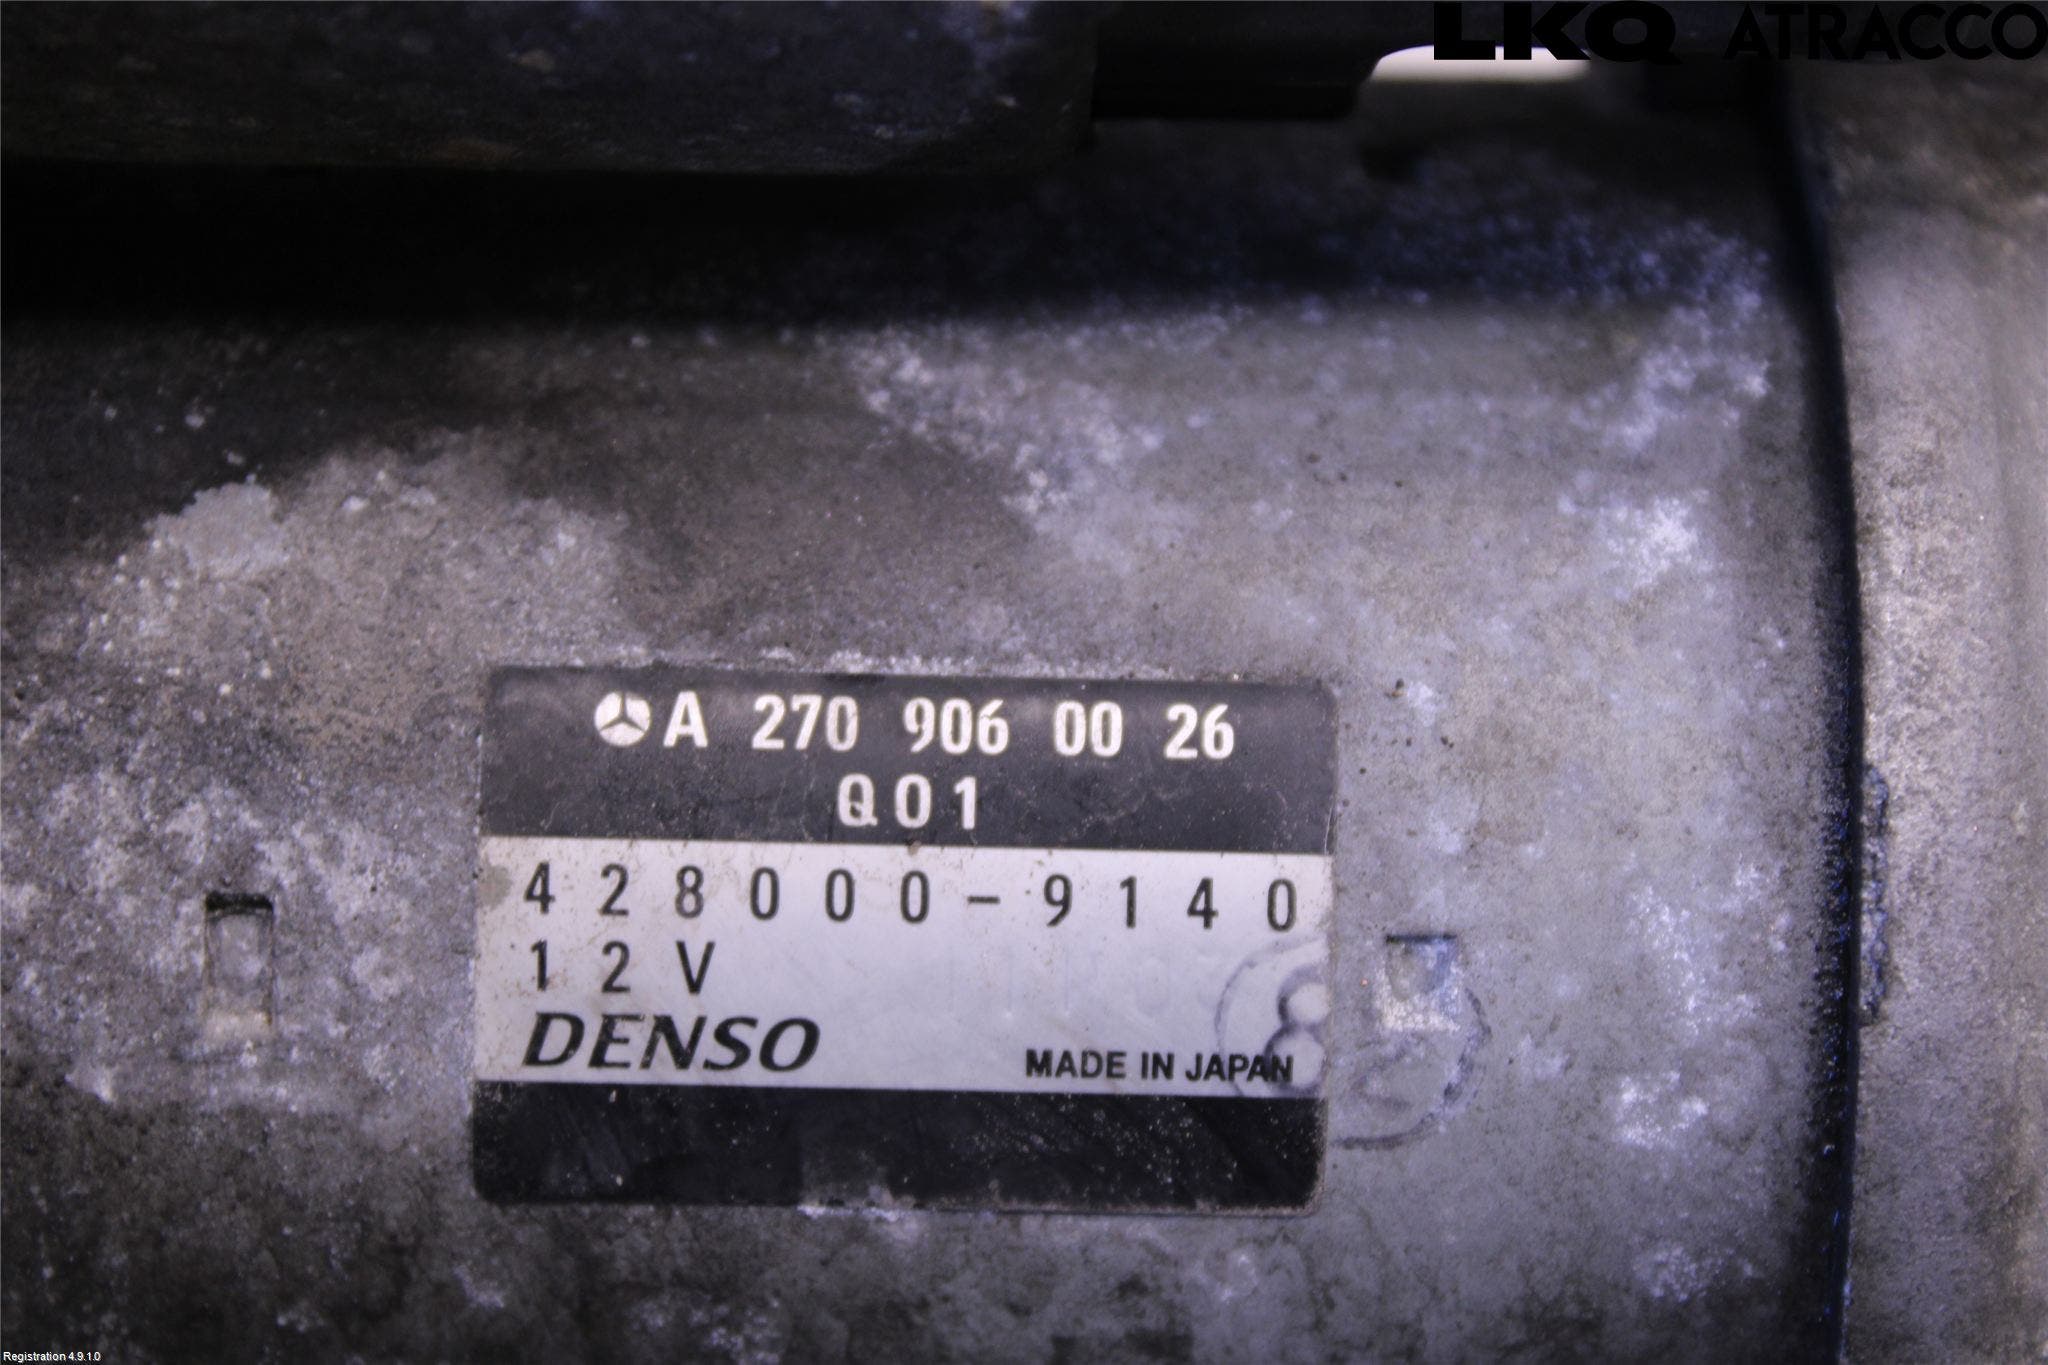 LKQ ATRACCO
A 270 906 00 26
Q01
428000-9140
12V
DENSO
MADE IN JAPAN
8
Registration 4.9.1.0